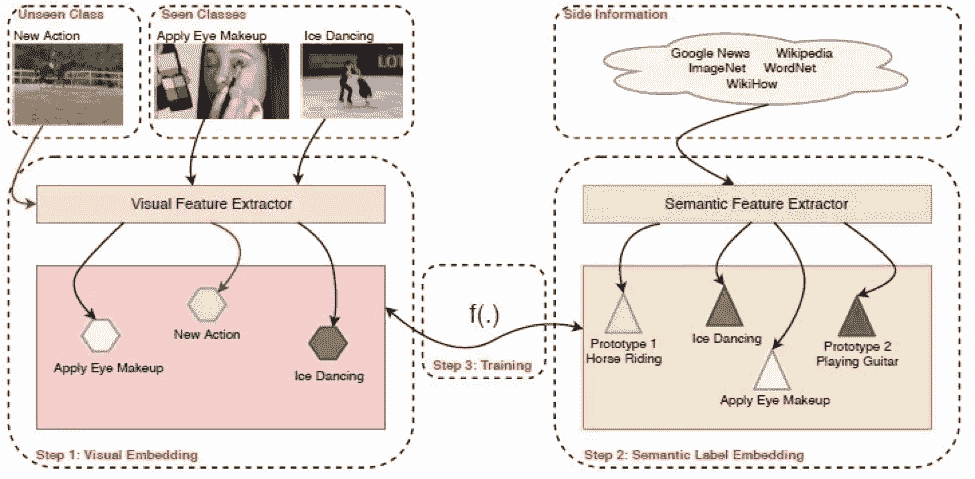 Unseen Class
New Action
Seen Classes
Apply Eye Makeup
Ice Dancing
LOT
Side Information
Google News Wikipedia
ImageNet WordNet
WikiHow
Visual Feature Extractor
Semantic Feature Extractor
Apply Eye Makeup
New Action
Ice Dancing
Step 1: Visual Embedding
f(.)
Step 3: Training
Prototype 1
Horse Riding
Ice Dancing
Apply Eye Makeup
Prototype 2
Playing Guitar
Step 2: Semantic Label Embedding